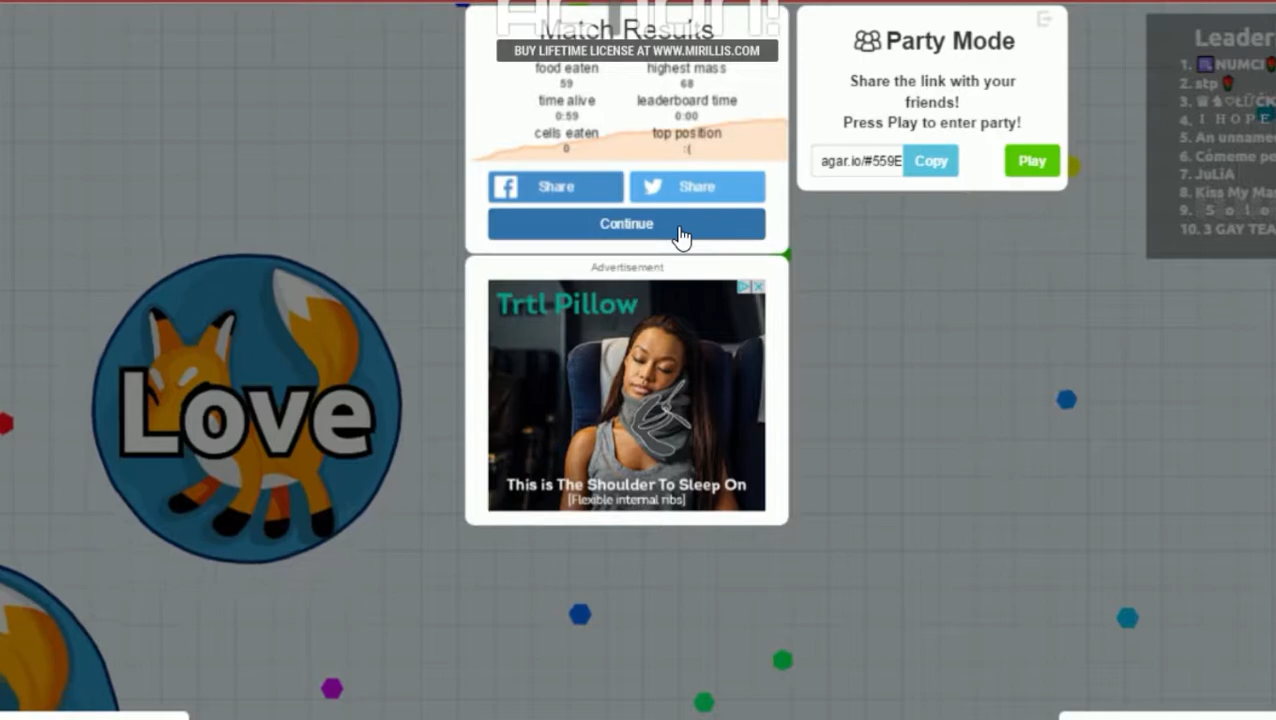 Action!
Match Results
BUY LIFETIME LICENSE AT WWW.MIRILLIS.COM
food eaten
59
highest mass
68
time alive
0:59
leaderboard time
0:00
cells eaten
0
top position
:(
Share
Share
Continue
Party Mode
Share the link with your
friends!
Press Play to enter party!
agar.io/#559E
Copy
Play
Leader
1. NUMCI
2. stp
4. I HOPE
5. An unname
6. Cómeme pe
7. JuLiA
8. Kiss My Ma
9. S o l o
10. 3 GAY TEA
Advertisement
Trtl Pillow
This is The Shoulder To Sleep On
[Flexible internal ribs]
Love